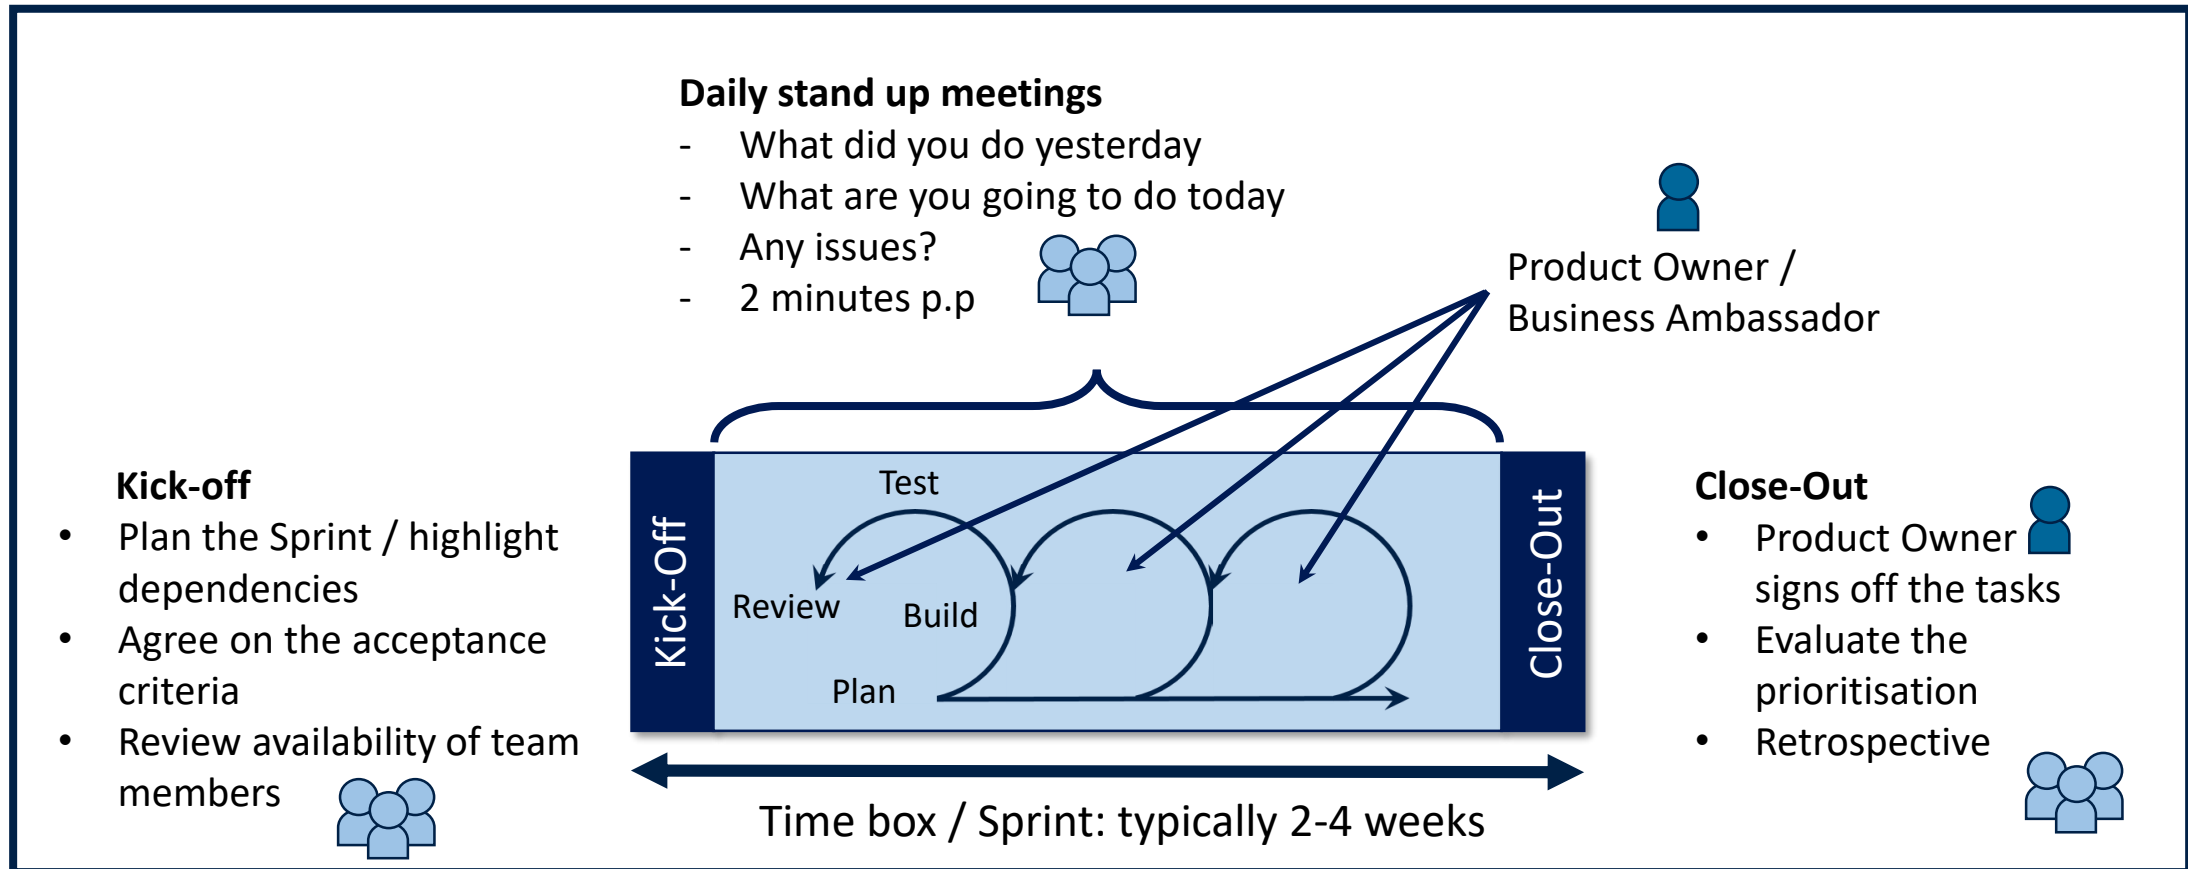 Daily stand up meetings
- What did you do yesterday
- What are you going to do today
- Any issues?
- 2 minutes p.p
Product Owner /
Business Ambassador
Kick-off
• Plan the Sprint / highlight
dependencies
• Agree on the acceptance
criteria
• Review availability of team
members
Kick-Off
Test
Review
Build
Plan
Close-Out
Close-Out
• Product Owner
signs off the tasks
• Evaluate the
prioritisation
• Retrospective
Time box / Sprint: typically 2-4 weeks